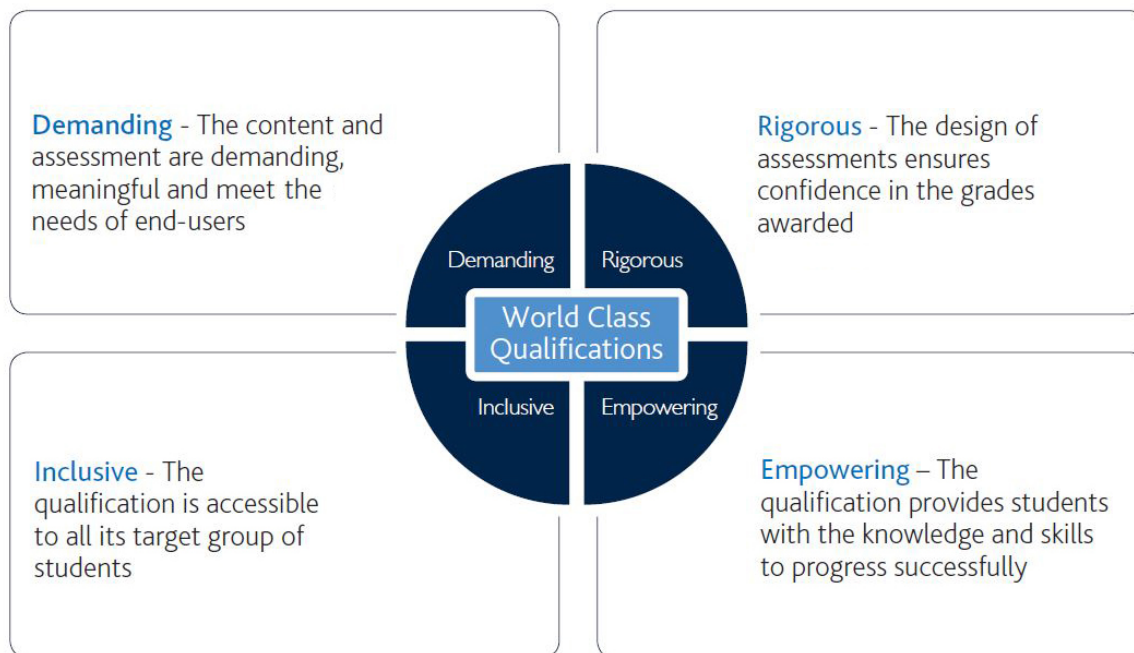 Demanding - The content and
assessment are demanding,
meaningful and meet the
needs of end-users
Rigorous - The design of
assessments ensures
confidence in the grades
awarded
Demanding
Rigorous
World Class
Qualifications
Inclusive
Empowering
Inclusive - The
qualification is accessible
to all its target group of
students
Empowering – The
qualification provides students
with the knowledge and skills
to progress successfully